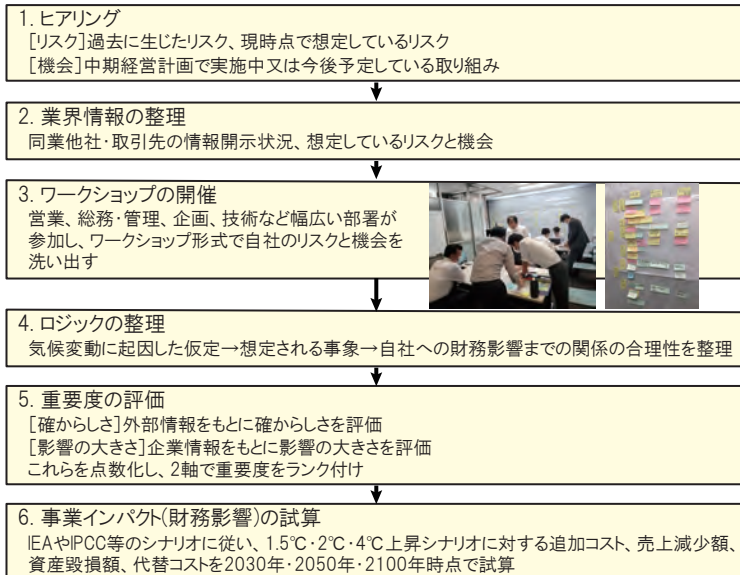 1. ヒアリング
[リスク]過去に生じたリスク、現時点で想定しているリスク
[機会]中期経営計画で実施中又は今後予定している取り組み
2. 業界情報の整理
同業他社・取引先の情報開示状況、想定しているリスクと機会
3. ワークショップの開催
営業、総務・管理、企画、技術など幅広い部署が
参加し、ワークショップ形式で自社のリスクと機会を
洗い出す
4. ロジックの整理
気候変動に起因した仮定→想定される事象→自社への財務影響までの関係の合理性を整理
5. 重要度の評価
[確からしさ]外部情報をもとに確からしさを評価
[影響の大きさ]企業情報をもとに影響の大きさを評価
これらを点数化し、2軸で重要度をランク付け
6. 事業インパクト(財務影響)の試算
IEAやIPCC等のシナリオに従い、1.5℃・2℃・4℃上昇シナリオに対する追加コスト、売上減少額、
資産毀損額、代替コストを2030年・2050年・2100年時点で試算